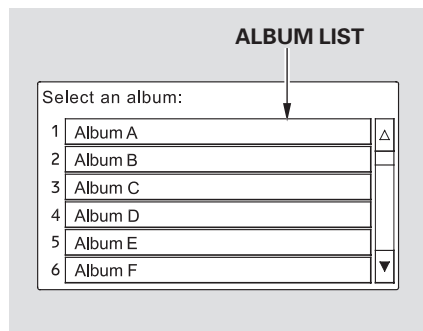 ALBUM LIST
Select an album:
1 Album A
2 Album B
3 Album C
4 Album D
5 Album E
6 Album F